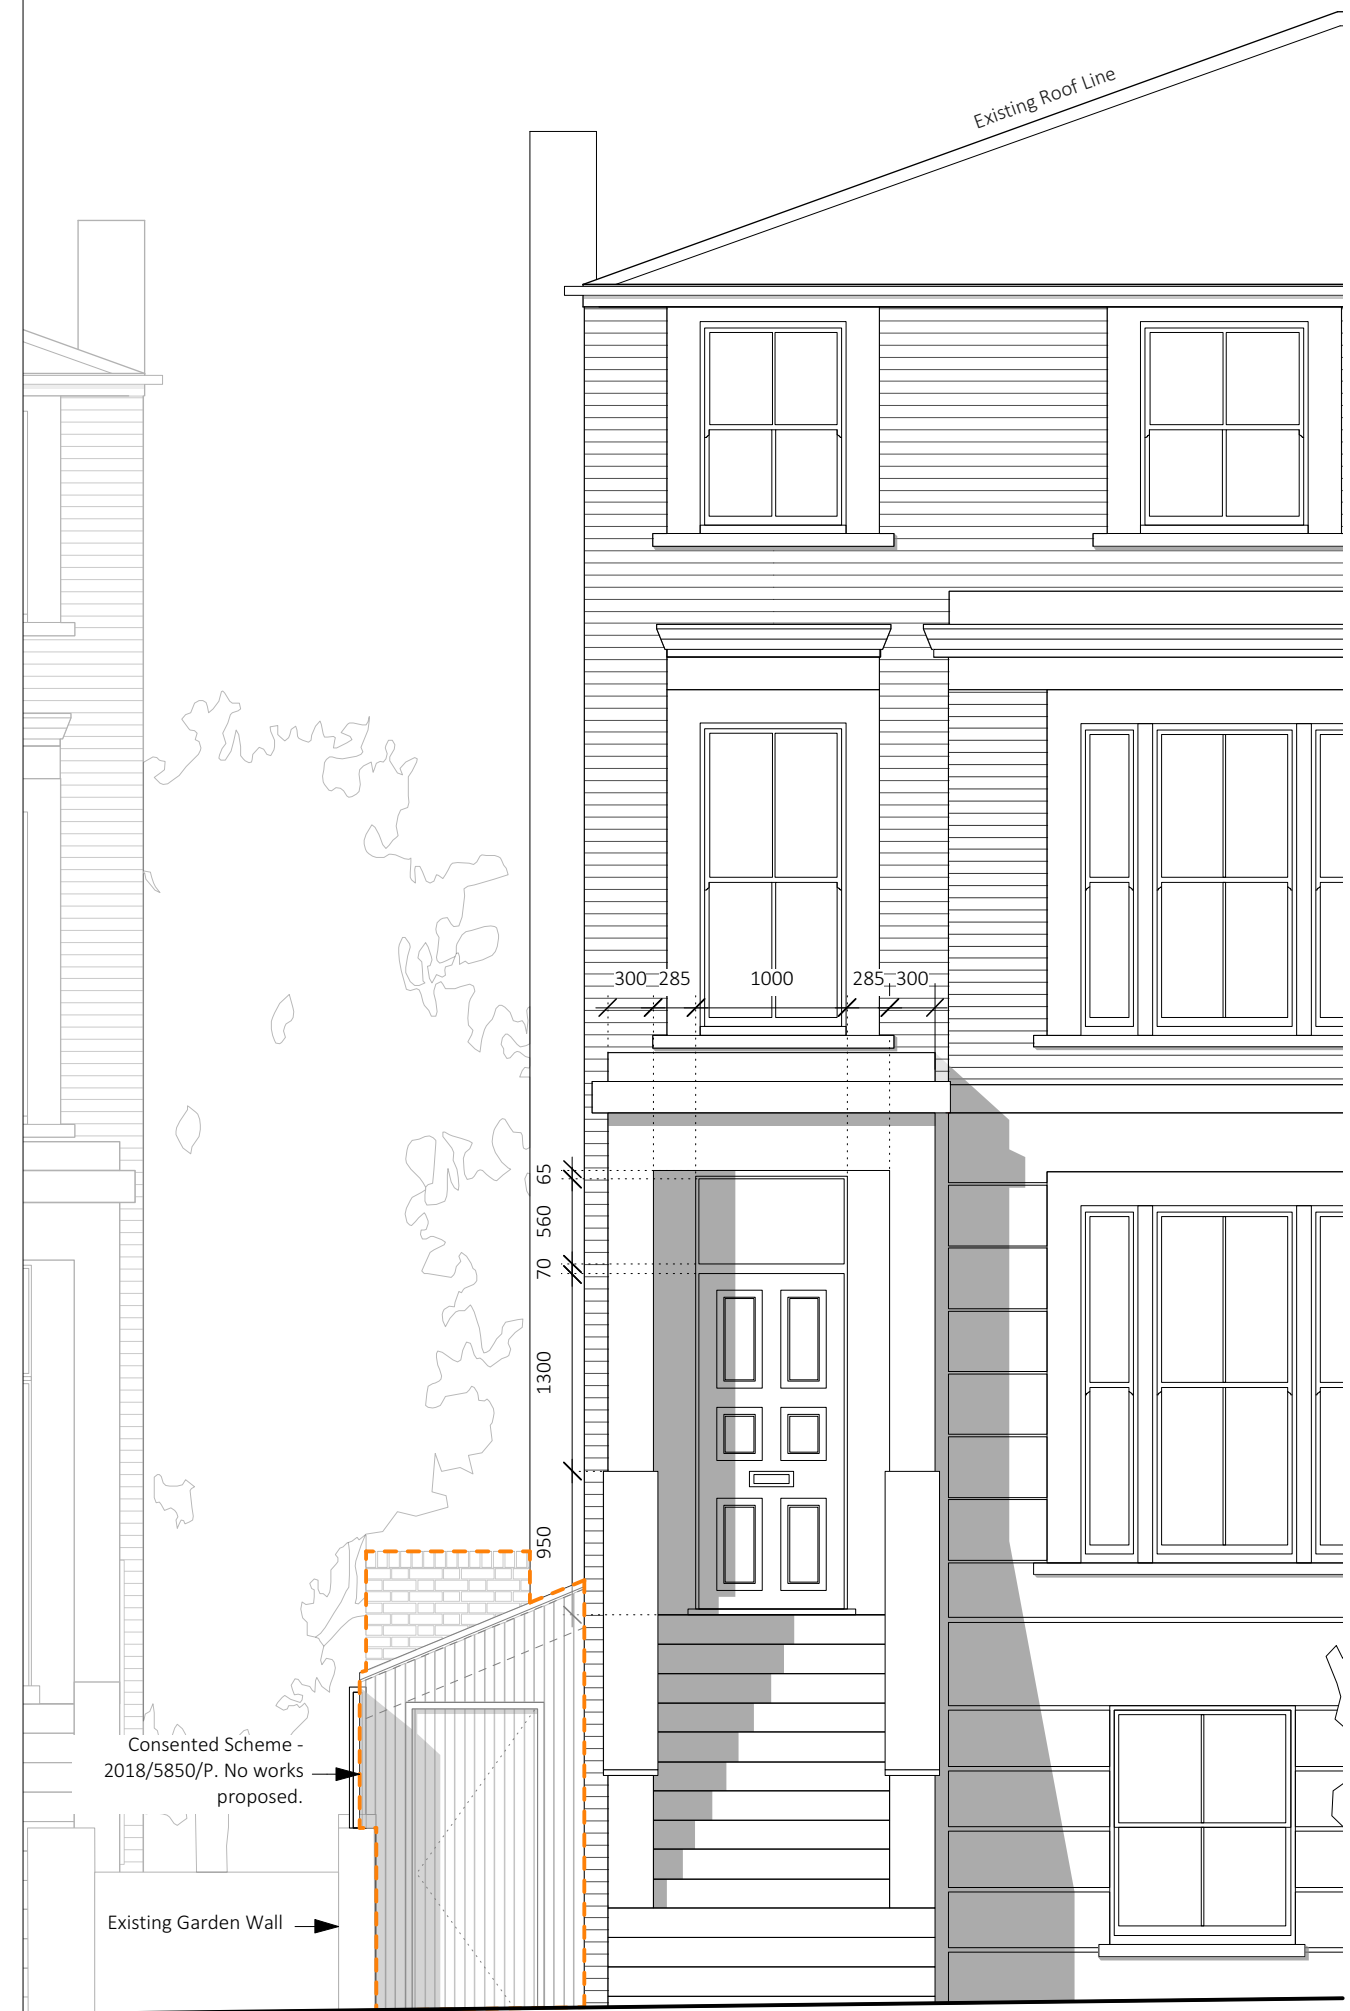 Existing Roof Line
300 285 1000 285 300
65
560
70
1300
950
Consented Scheme -
2018/5850/P. No works
proposed.
Existing Garden Wall